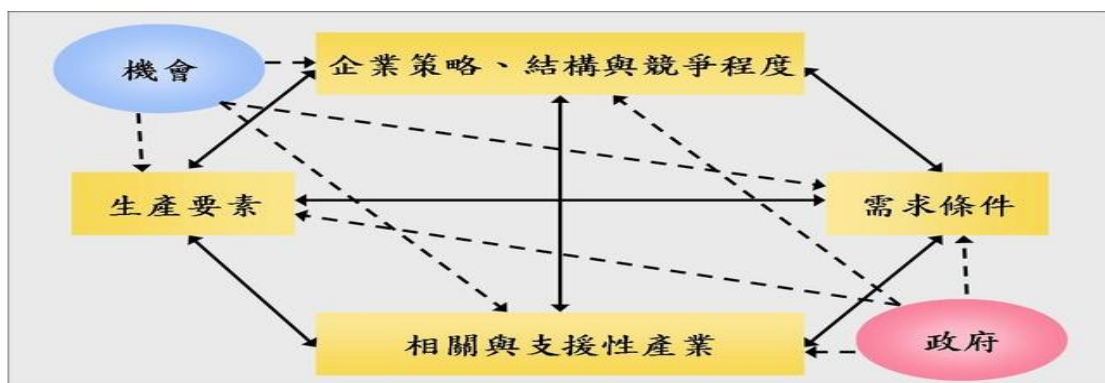 機會
企業策略、結構與競爭程度
生產要素
需求條件
相關與支援性產業
政府